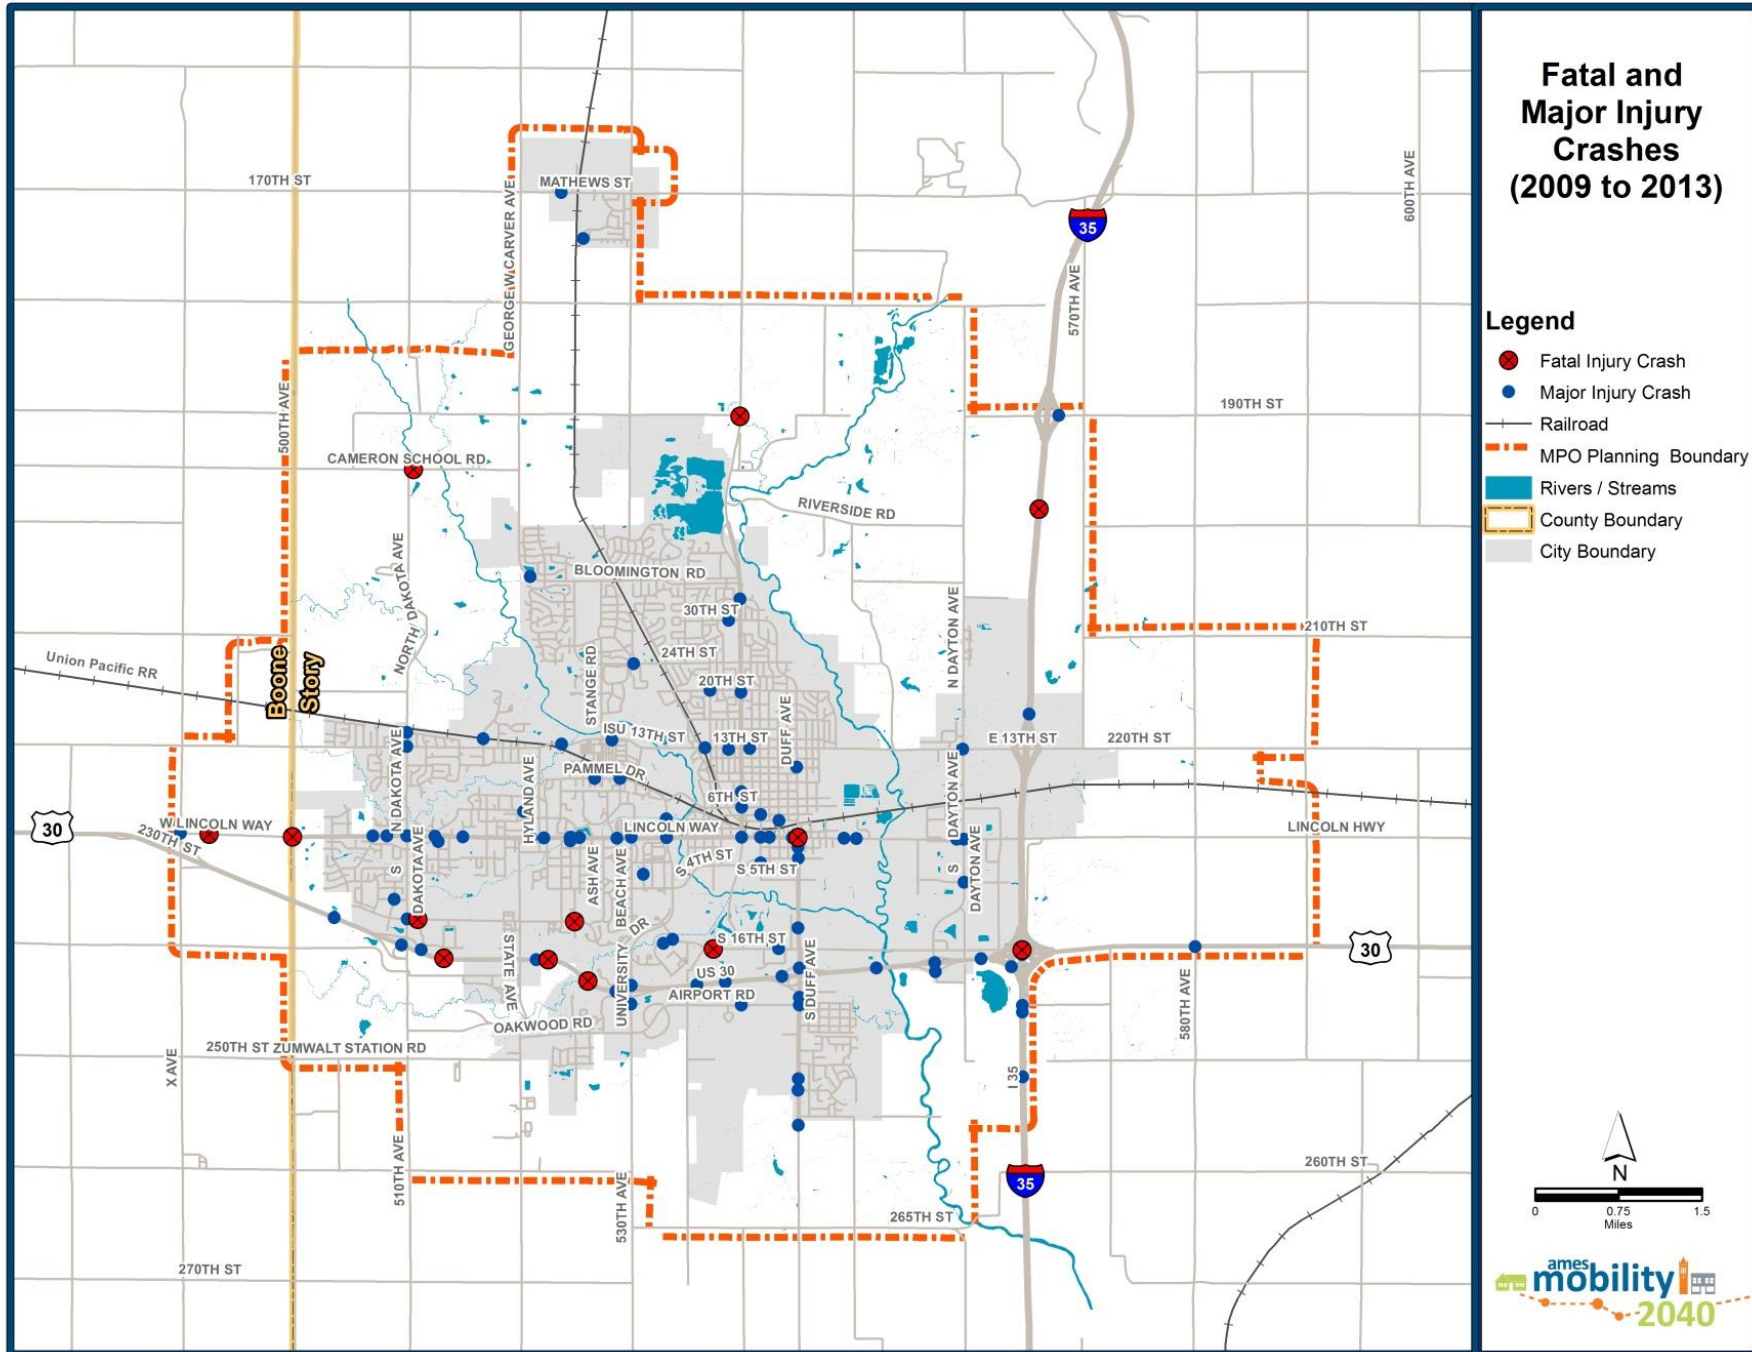 Fatal and
Major Injury
Crashes
(2009 to 2013)
Legend
Fatal Injury Crash
Major Injury Crash
Railroad
MPO Planning Boundary
Rivers / Streams
County Boundary
City Boundary
N
0 0.75 1.5
Miles
ames
mobility
2040
170TH ST
MATHEWS ST
GEORGE W CARVER AVE
600TH AVE
35
570TH AVE
500TH AVE
190TH ST
CAMERON SCHOOL RD
RIVERSIDE RD
NORTH DAKOTA AVE
BLOOMINGTON RD
30TH ST
N DAYTON AVE
210TH ST
Union Pacific RR
Boone
Story
24TH ST
STANGE RD
20TH ST
DUFF AVE
ISU 13TH ST
13TH ST
E 13TH ST
220TH ST
N DAKOTA AVE
HYLAND AVE
PAMMEL DR
6TH ST
DAYTON AVE
30
W LINCOLN WAY
230TH ST
LINCOLN WAY
LINCOLN HWY
S
DAKOTA AVE
ASH AVE
BEACH AVE
S 4TH ST
S 5TH ST
S
DAYTON AVE
STATE AVE
UNIVERSITY
DR
S 16TH ST
S DUFF AVE
30
US 30
AIRPORT RD
OAKWOOD RD
580TH AVE
250TH ST ZUMWALT STATION RD
X AVE
I 35
510TH AVE
530TH AVE
35
260TH ST
265TH ST
270TH ST